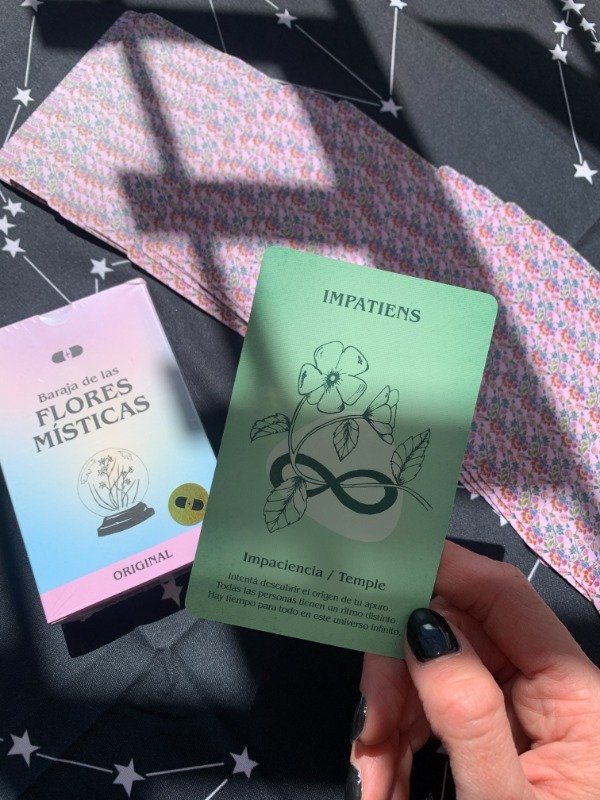 IMPATIENS
Impaciencia / Temple
Intentá descubrir el origen de tu apuro.
Todas las personas tienen un ritmo distinto.
Hay tiempo para todo en este universo infinito.
Baraja de las
FLORES
MÍSTICAS
ORIGINAL